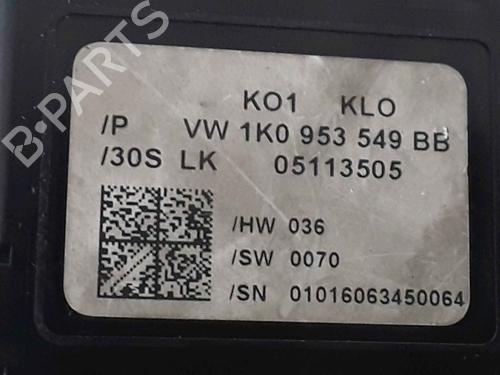 KO1 KLO
/P VW 1K0 953 549 BB
/30S LK 05113505
/HW 036
/SW 0070
/SN 01016063450064
B-PARTS